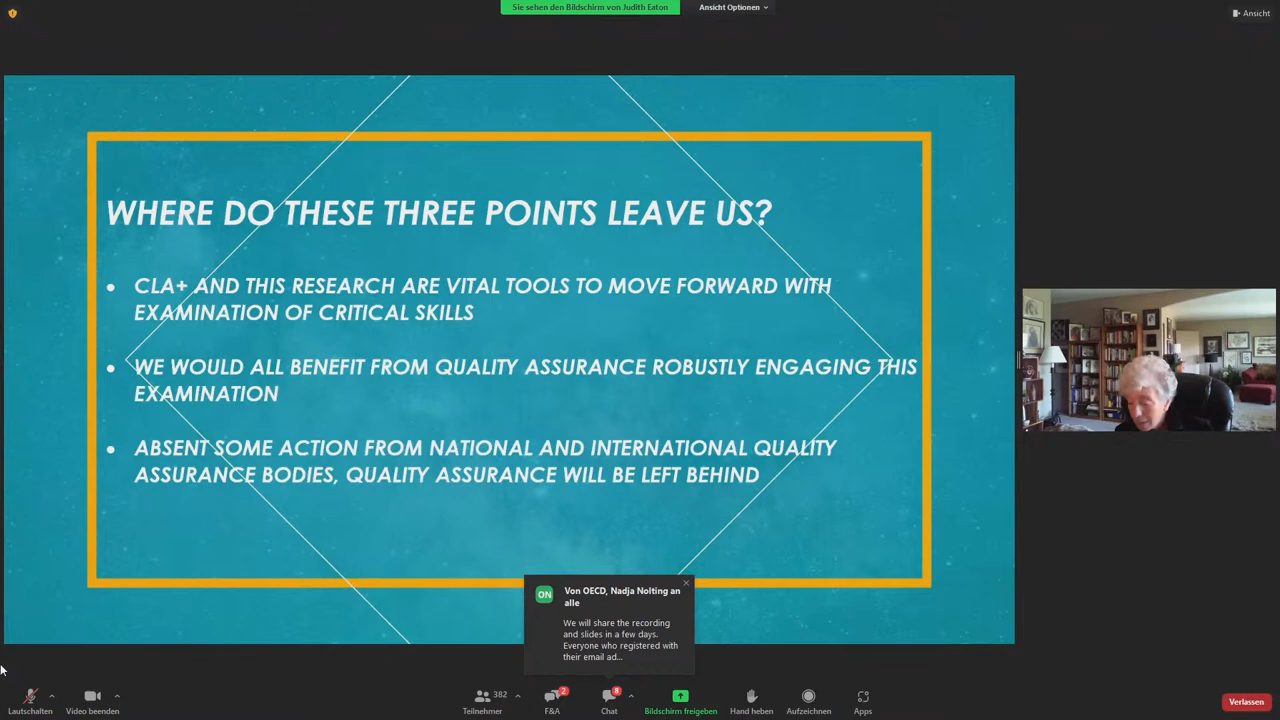 Sie sehen den Bildschirm von Judith Eaton
Ansicht Optionen
Ansicht
WHERE DO THESE THREE POINTS LEAVE US?
• CLA+ AND THIS RESEARCH ARE VITAL TOOLS TO MOVE FORWARD WITH
EXAMINATION OF CRITICAL SKILLS
• WE WOULD ALL BENEFIT FROM QUALITY ASSURANCE ROBUSTLY ENGAGING THIS
EXAMINATION
• ABSENT SOME ACTION FROM NATIONAL AND INTERNATIONAL QUALITY
ASSURANCE BODIES, QUALITY ASSURANCE WILL BE LEFT BEHIND
ON
Von OECD, Nadja Nolting an
alle
We will share the recording
and slides in a few days.
Everyone who registered with
their email ad...
Lautschalten
Video beenden
382
Teilnehmer
2
F&A
8
Chat
Bildschirm freigeben
Hand heben
Aufzeichnen
Apps
Verlassen